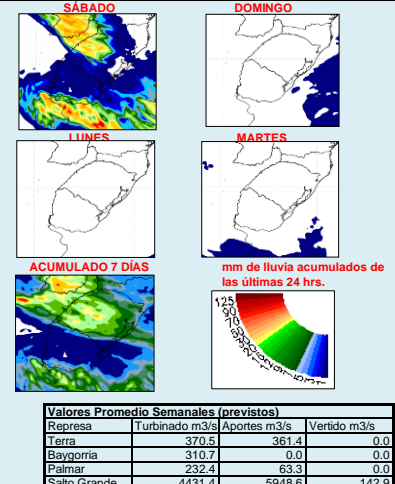 SÁBADO DOMINGO
LUNES MARTES
ACUMULADO 7 DÍAS
mm de lluvia acumulados de
las últimas 24 hrs.
125
90
Valores Promedio Semanales (previstos)
Represa Turbinado m3/s Aportes m3/s Vertido m3/s
Terra 370.5 361.4 0.0
Baygorria 310.7 0.0 0.0
Palmar 232.4 63.3 0.0
Salto Grande 4431.4 5948.6 142.9